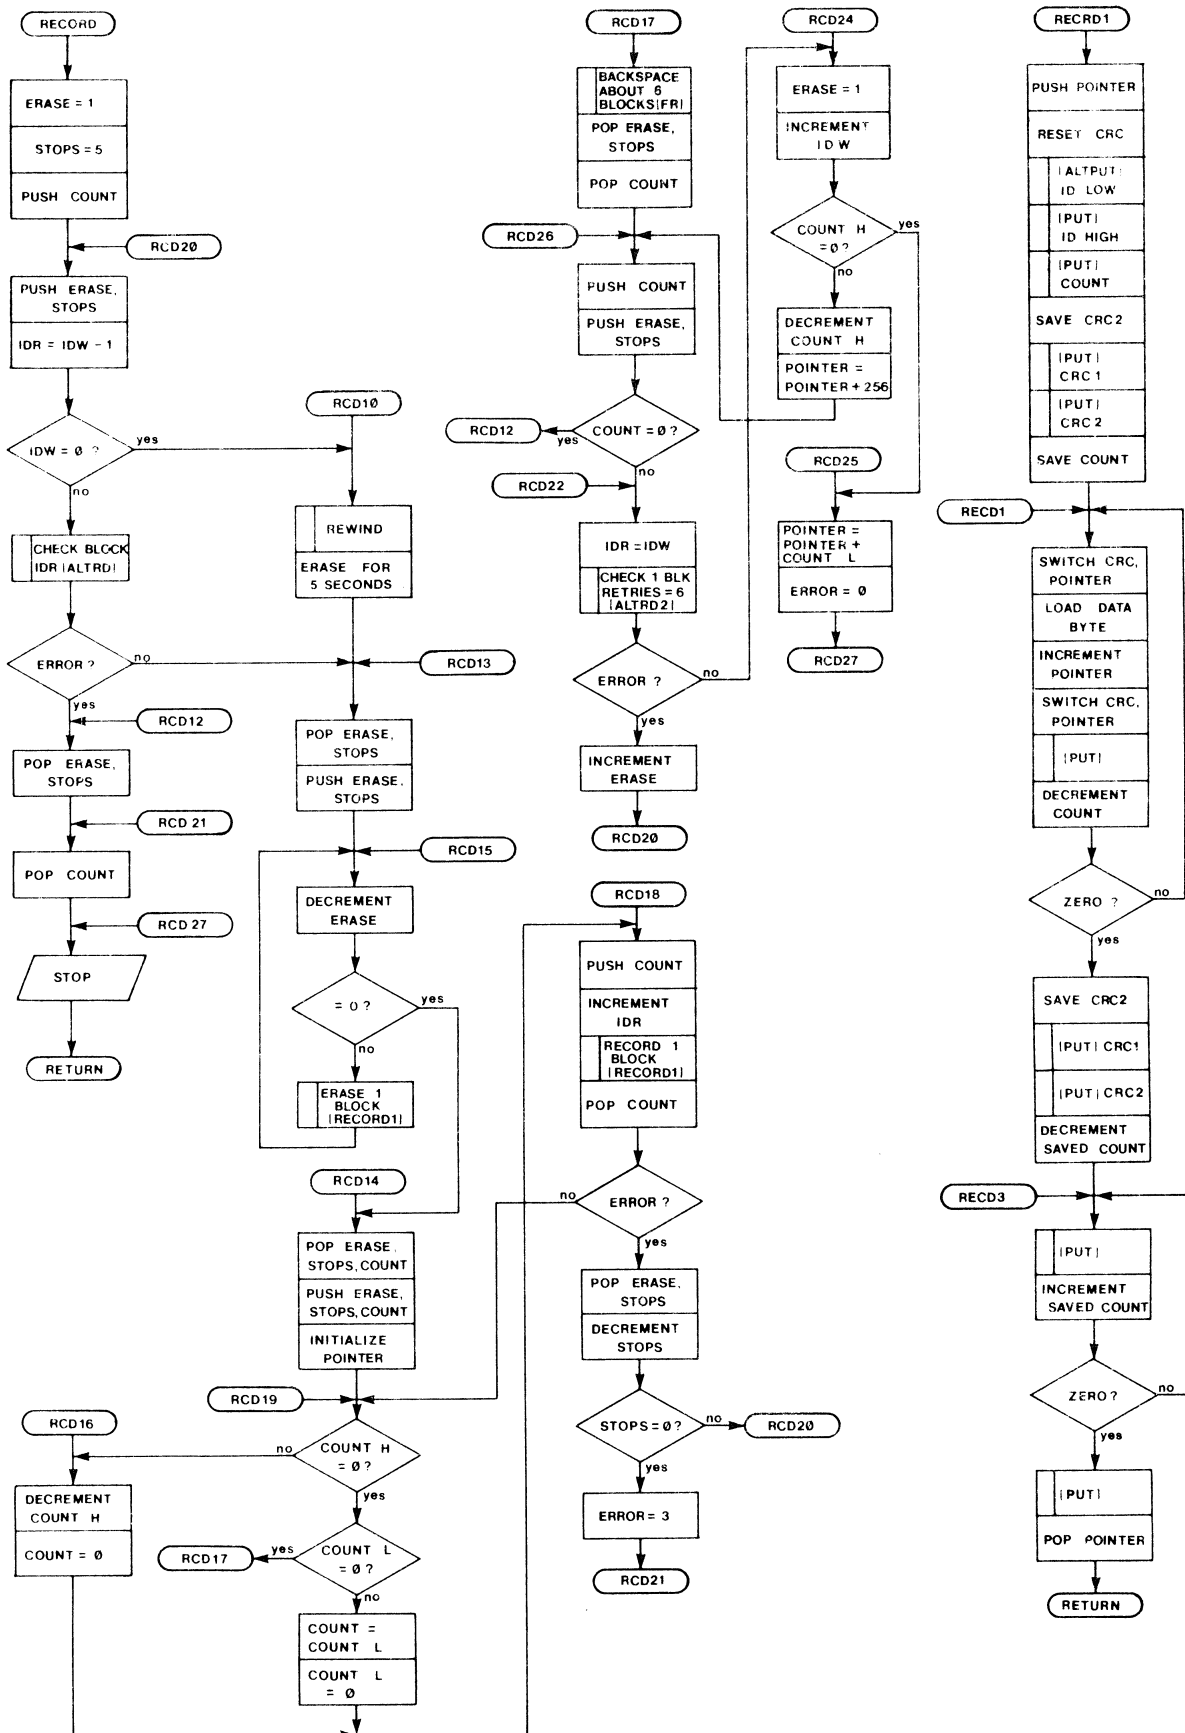 RECORD
ERASE = 1
STOPS = 5
PUSH COUNT
RCD20
PUSH ERASE,
STOPS
IDR = IDW - 1
IDW = Ø ?
yes
no
CHECK BLOCK
IDR (ALTRD)
ERROR ?
no
yes
RCD12
POP ERASE,
STOPS
RCD 21
POP COUNT
RCD 27
STOP
RETURN
RCD10
REWIND
ERASE FOR
5 SECONDS
RCD13
POP ERASE,
STOPS
PUSH ERASE,
STOPS
RCD15
DECREMENT
ERASE
= 0 ?
yes
no
ERASE 1
BLOCK
(RECORD1)
RCD14
POP ERASE,
STOPS, COUNT
PUSH ERASE,
STOPS, COUNT
INITIALIZE
POINTER
RCD19
COUNT H
= Ø?
no
yes
RCD16
DECREMENT
COUNT H
COUNT = Ø
COUNT L
= Ø?
yes
RCD17
no
COUNT =
COUNT L
COUNT L
= Ø
RCD17
BACKSPACE
ABOUT 6
BLOCKS(FR)
POP ERASE,
STOPS
POP COUNT
RCD26
PUSH COUNT
PUSH ERASE,
STOPS
COUNT = Ø ?
yes
RCD12
no
RCD22
IDR = IDW
CHECK 1 BLK
RETRIES = 6
(ALTRD2)
ERROR ?
no
yes
INCREMENT
ERASE
RCD20
RCD18
PUSH COUNT
INCREMENT
IDR
RECORD 1
BLOCK
(RECORD1)
POP COUNT
ERROR ?
no
yes
POP ERASE,
STOPS
DECREMENT
STOPS
STOPS = Ø?
no
RCD20
yes
ERROR = 3
RCD21
RCD24
ERASE = 1
INCREMENT
IDW
COUNT H
= Ø ?
yes
no
DECREMENT
COUNT H
POINTER =
POINTER + 256
RCD25
POINTER =
POINTER +
COUNT L
ERROR = 0
RCD27
RECRD1
PUSH POINTER
RESET CRC
(ALTPUT)
ID LOW
(PUT)
ID HIGH
(PUT)
COUNT
SAVE CRC2
(PUT)
CRC 1
(PUT)
CRC2
SAVE COUNT
RECD1
SWITCH CRC,
POINTER
LOAD DATA
BYTE
INCREMENT
POINTER
SWITCH CRC,
POINTER
(PUT)
DECREMENT
COUNT
ZERO ?
no
yes
SAVE CRC2
(PUT) CRC1
(PUT) CRC2
DECREMENT
SAVED COUNT
RECD3
(PUT)
INCREMENT
SAVED COUNT
ZERO ?
no
yes
(PUT)
POP POINTER
RETURN